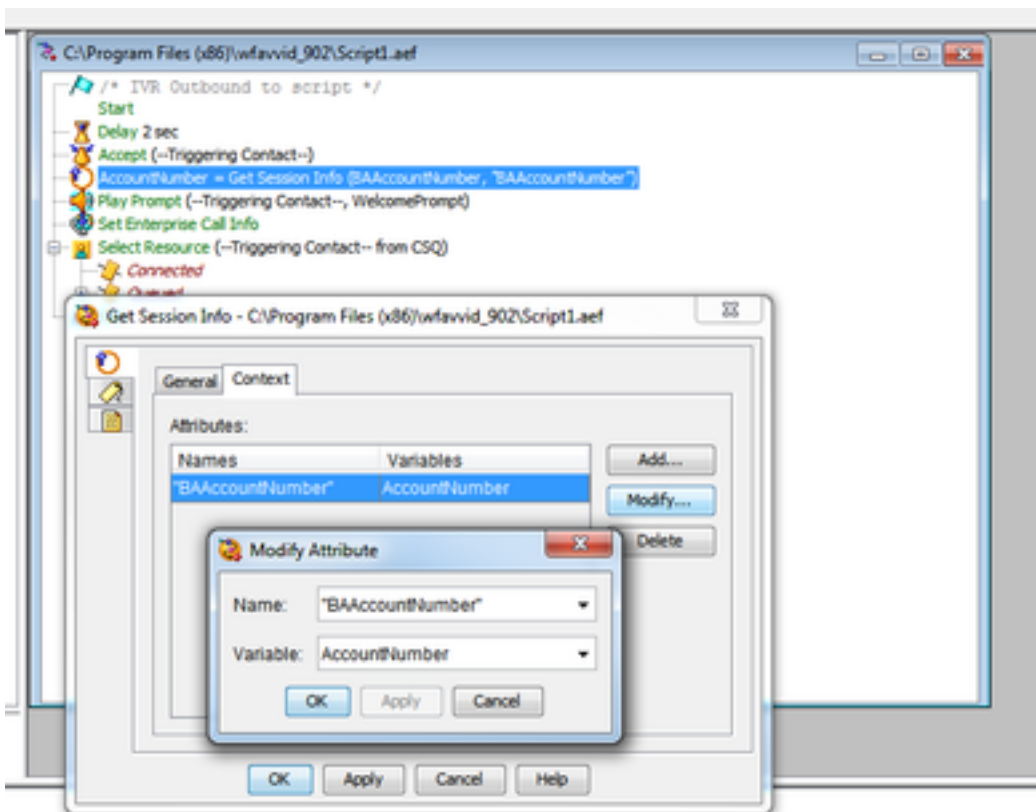 C:\Program Files (x86)\wfavvid_902\Script1.aef
/* IVR Outbound to script */
Start
Delay 2 sec
Accept (--Triggering Contact--)
AccountNumber = Get Session Info (BAAccountNumber, "BAAccountNumber")
Play Prompt (--Triggering Contact--, WelcomePrompt)
Set Enterprise Call Info
Select Resource (--Triggering Contact-- from CSQ)
Connected
Queued
Get Session Info - C:\Program Files (x86)\wfavvid_902\Script1.aef
General Context
Attributes:
Names Variables
"BAAccountNumber" AccountNumber
Add...
Modify...
Delete
Modify Attribute
Name: "BAAccountNumber"
Variable: AccountNumber
OK Apply Cancel
OK Apply Cancel Help